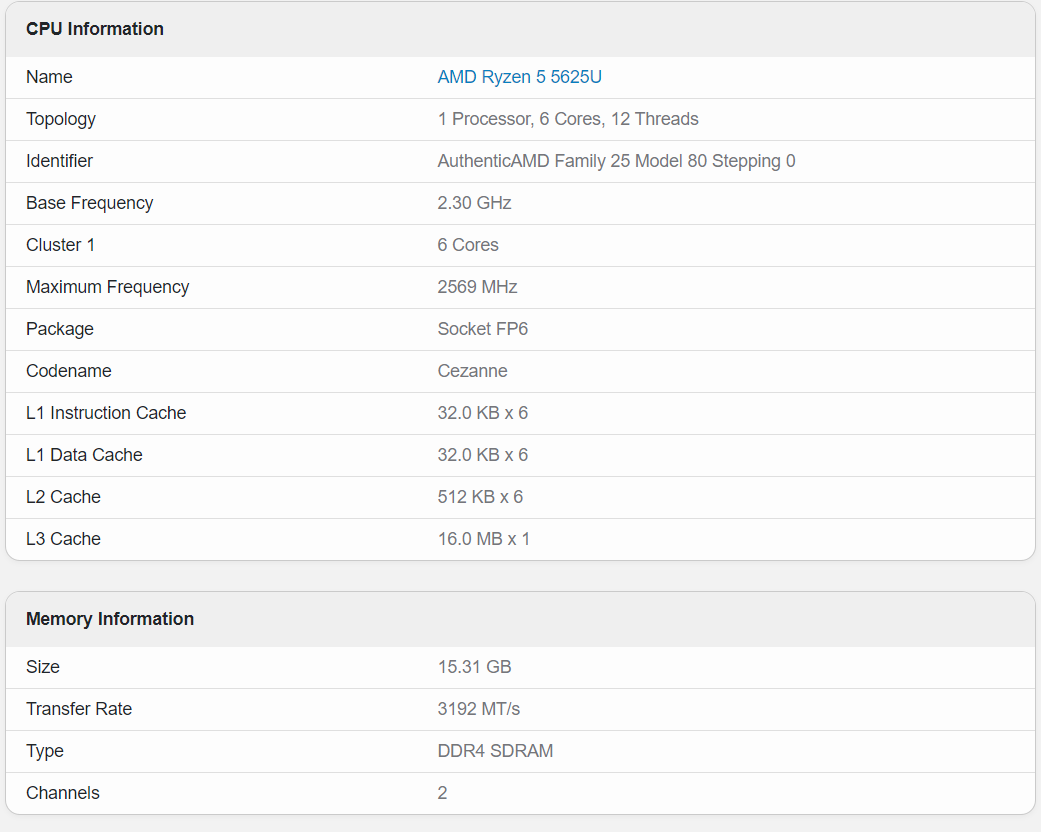 CPU Information
Name AMD Ryzen 5 5625U
Topology 1 Processor, 6 Cores, 12 Threads
Identifier AuthenticAMD Family 25 Model 80 Stepping 0
Base Frequency 2.30 GHz
Cluster 1 6 Cores
Maximum Frequency 2569 MHz
Package Socket FP6
Codename Cezanne
L1 Instruction Cache 32.0 KB x 6
L1 Data Cache 32.0 KB x 6
L2 Cache 512 KB x 6
L3 Cache 16.0 MB x 1
Memory Information
Size 15.31 GB
Transfer Rate 3192 MT/s
Type DDR4 SDRAM
Channels 2